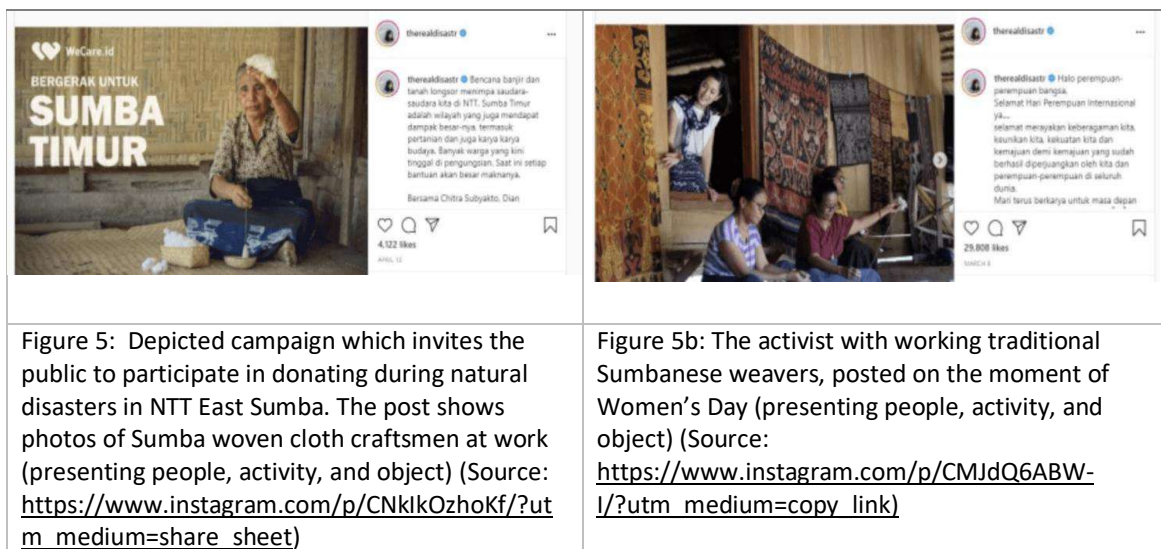 WeCare.id
BERGERAK UNTUK
SUMBA
TIMUR
therealdisastr
therealdisastr Bencana banjir dan
tanah longsor menimpa saudara-
saudara kita di NTT. Sumba Timur
adalah wilayah yang juga mendapat
dampak besar-nya, termasuk
pertanian dan juga karya karya
budaya. Banyak warga yang kini
tinggal di pengungsian. Saat ini setiap
bantuan akan besar maknanya.
Bersama Chitra Subyakto, Dian
4,122 likes
APRIL 12
therealdisastr
therealdisastr Halo perempuan-
perempuan bangsa,
Selamat Hari Perempuan Internasional
ya....
selamat merayakan keberagaman kita,
keunikan kita, kekuatan kita dan
kemajuan demi kemajuan yang sudah
berhasil diperjuangkan oleh kita dan
perempuan-perempuan di seluruh
dunia.
Mari terus berkarya untuk masa depan
29,808 likes
MARCH 8
Figure 5:  Depicted campaign which invites the
public to participate in donating during natural
disasters in NTT East Sumba. The post shows
photos of Sumba woven cloth craftsmen at work
(presenting people, activity, and object) (Source:
https://www.instagram.com/p/CNkIkOzhoKf/?ut
m_medium=share_sheet)
Figure 5b: The activist with working traditional
Sumbanese weavers, posted on the moment of
Women’s Day (presenting people, activity, and
object) (Source:
https://www.instagram.com/p/CMJdQ6ABW-
I/?utm_medium=copy_link)